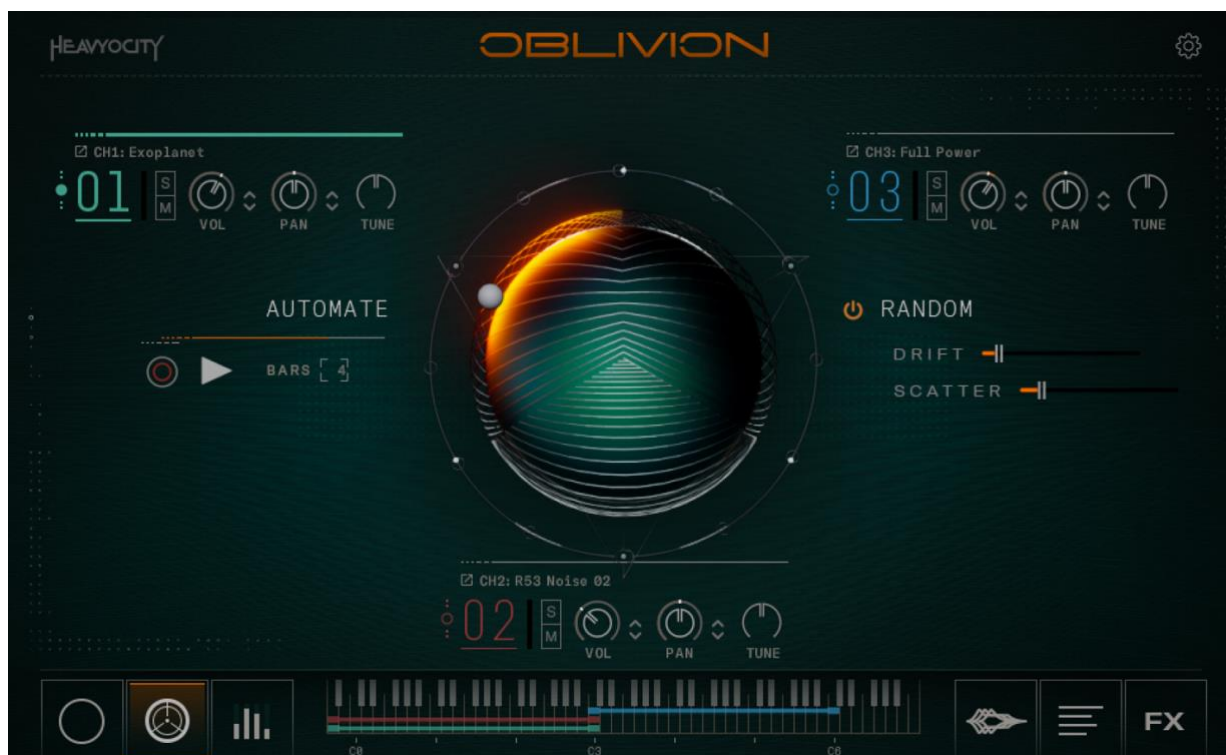 HEAVYOCITY
OBLIVION
CH1: Exoplanet
01
S
M
VOL
PAN
TUNE
CH3: Full Power
03
S
M
VOL
PAN
TUNE
AUTOMATE
BARS [ 4]
RANDOM
DRIFT
SCATTER
CH2: R53 Noise 02
02
S
M
VOL
PAN
TUNE
C0
C3
C6
FX